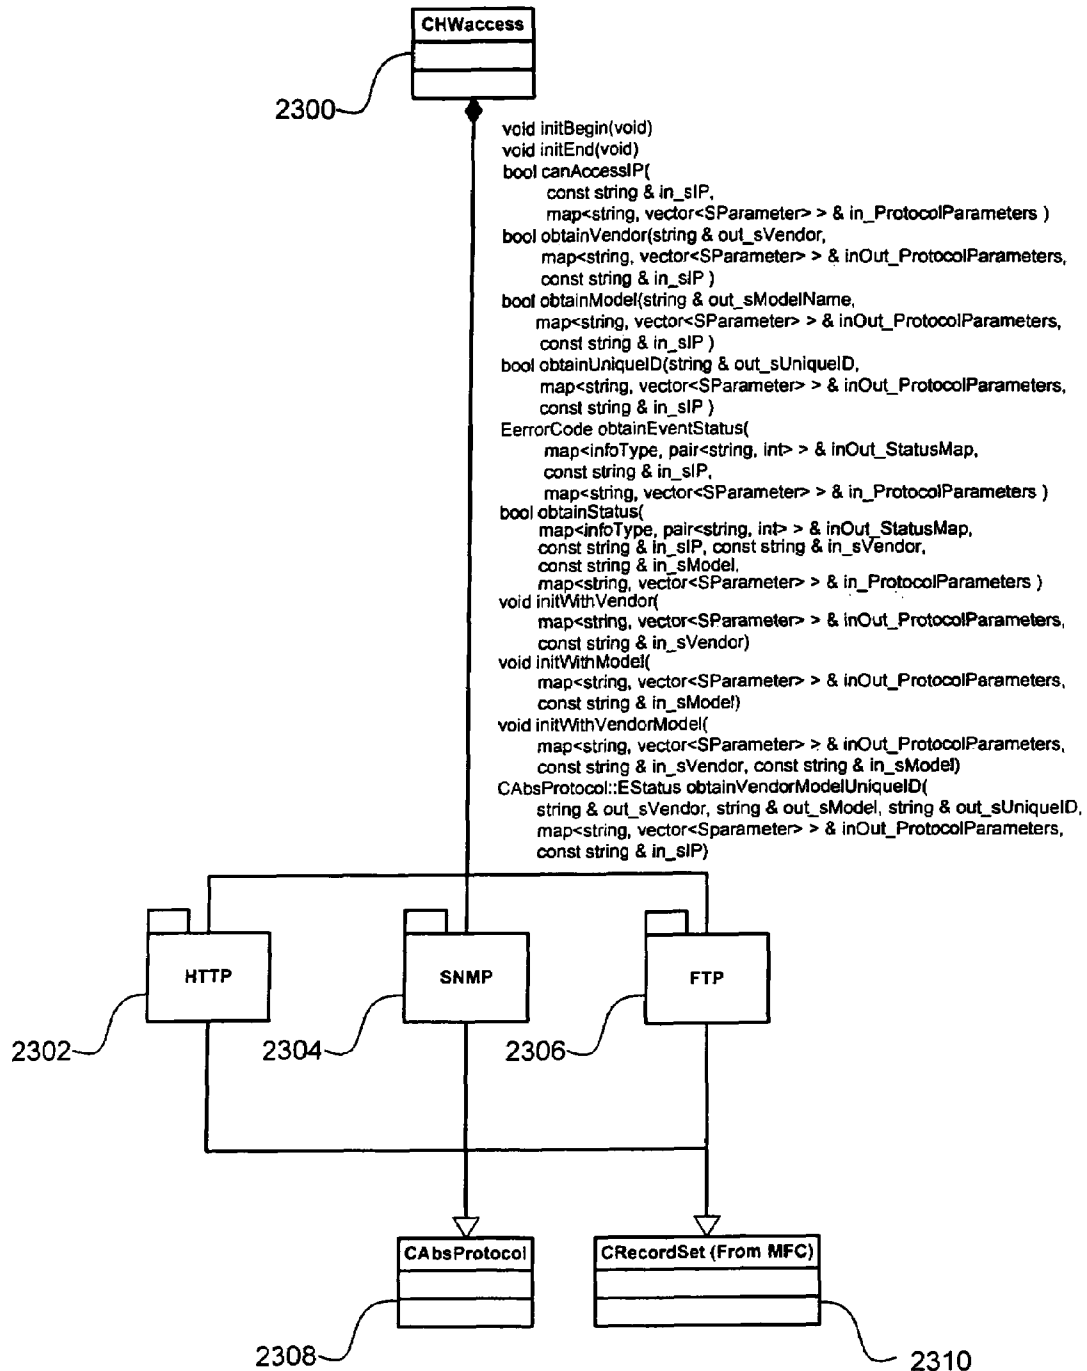 CHWaccess
2300
void initBegin(void)
void initEnd(void)
bool canAccessIP(
const string & in_sIP,
map<string, vector<SParameter> > & in_ProtocolParameters )
bool obtainVendor(string & out_sVendor,
map<string, vector<SParameter> > & inOut_ProtocolParameters,
const string & in_sIP )
bool obtainModel(string & out_sModelName,
map<string, vector<SParameter> > & inOut_ProtocolParameters,
const string & in_sIP )
bool obtainUniqueID(string & out_sUniqueID,
map<string, vector<SParameter> > & inOut_ProtocolParameters,
const string & in_sIP )
EerrorCode obtainEventStatus(
map<infoType, pair<string, int> > & inOut_StatusMap,
const string & in_sIP,
map<string, vector<SParameter> > & in_ProtocolParameters )
bool obtainStatus(
map<infoType, pair<string, int> > & inOut_StatusMap,
const string & in_sIP, const string & in_sVendor,
const string & in_sModel,
map<string, vector<SParameter> > & in_ProtocolParameters )
void initWithVendor(
map<string, vector<SParameter> > & inOut_ProtocolParameters,
const string & in_sVendor)
void initWithModel(
map<string, vector<SParameter> > & inOut_ProtocolParameters,
const string & in_sModel)
void initWithVendorModel(
map<string, vector<SParameter> > & inOut_ProtocolParameters,
const string & in_sVendor, const string & in_sModel)
CAbsProtocol::EStatus obtainVendorModelUniqueID(
string & out_sVendor, string & out_sModel, string & out_sUniqueID,
map<string, vector<Sparameter> > & inOut_ProtocolParameters,
const string & in_sIP)
HTTP
SNMP
FTP
2302
2304
2306
CAbsProtocol
CRecordSet (From MFC)
2308
2310